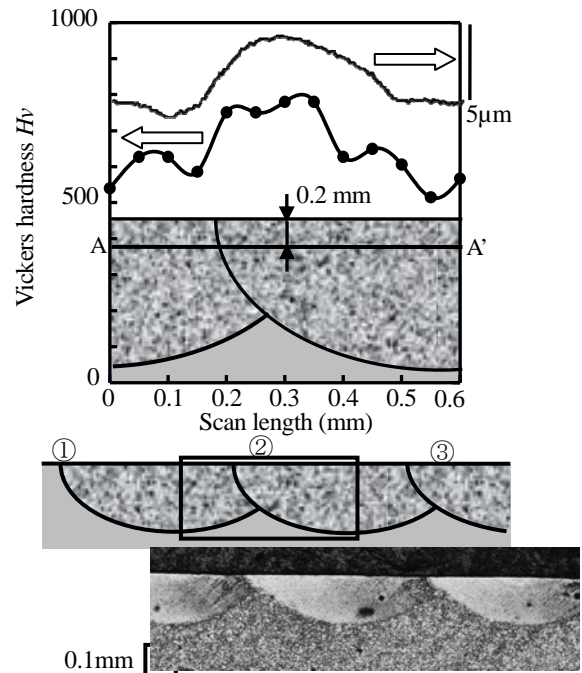 1000
5μm
Vickers hardness Hv
500
0.2 mm
A A'
0
0 0.1 0.2 0.3 0.4 0.5 0.6
Scan length (mm)
① ② ③
0.1mm